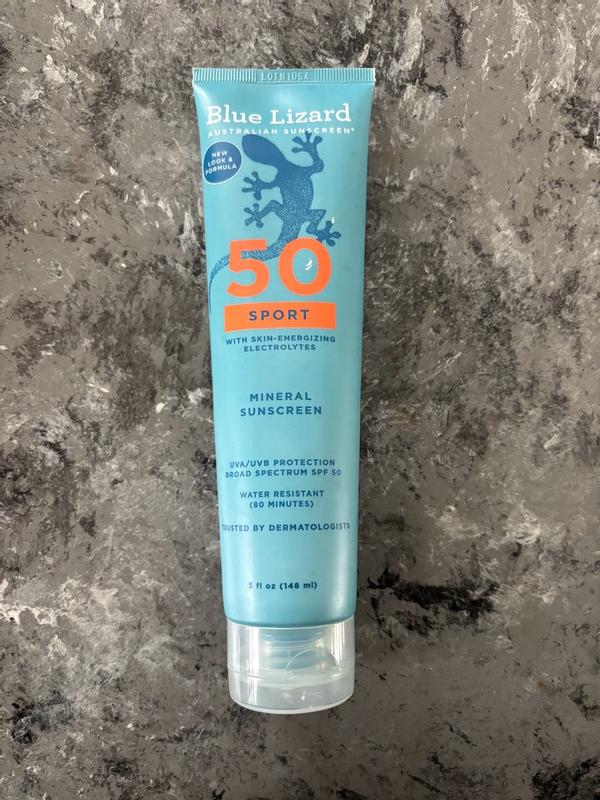 LOTN1064
Blue Lizard
AUSTRALIAN SUNSCREEN®
NEW
LOOK &
FORMULA
50
SPORT
WITH SKIN-ENERGIZING
ELECTROLYTES
MINERAL
SUNSCREEN
UVA/UVB PROTECTION
BROAD SPECTRUM SPF 50
WATER RESISTANT
(80 MINUTES)
TRUSTED BY DERMATOLOGISTS
5 fl oz (148 ml)